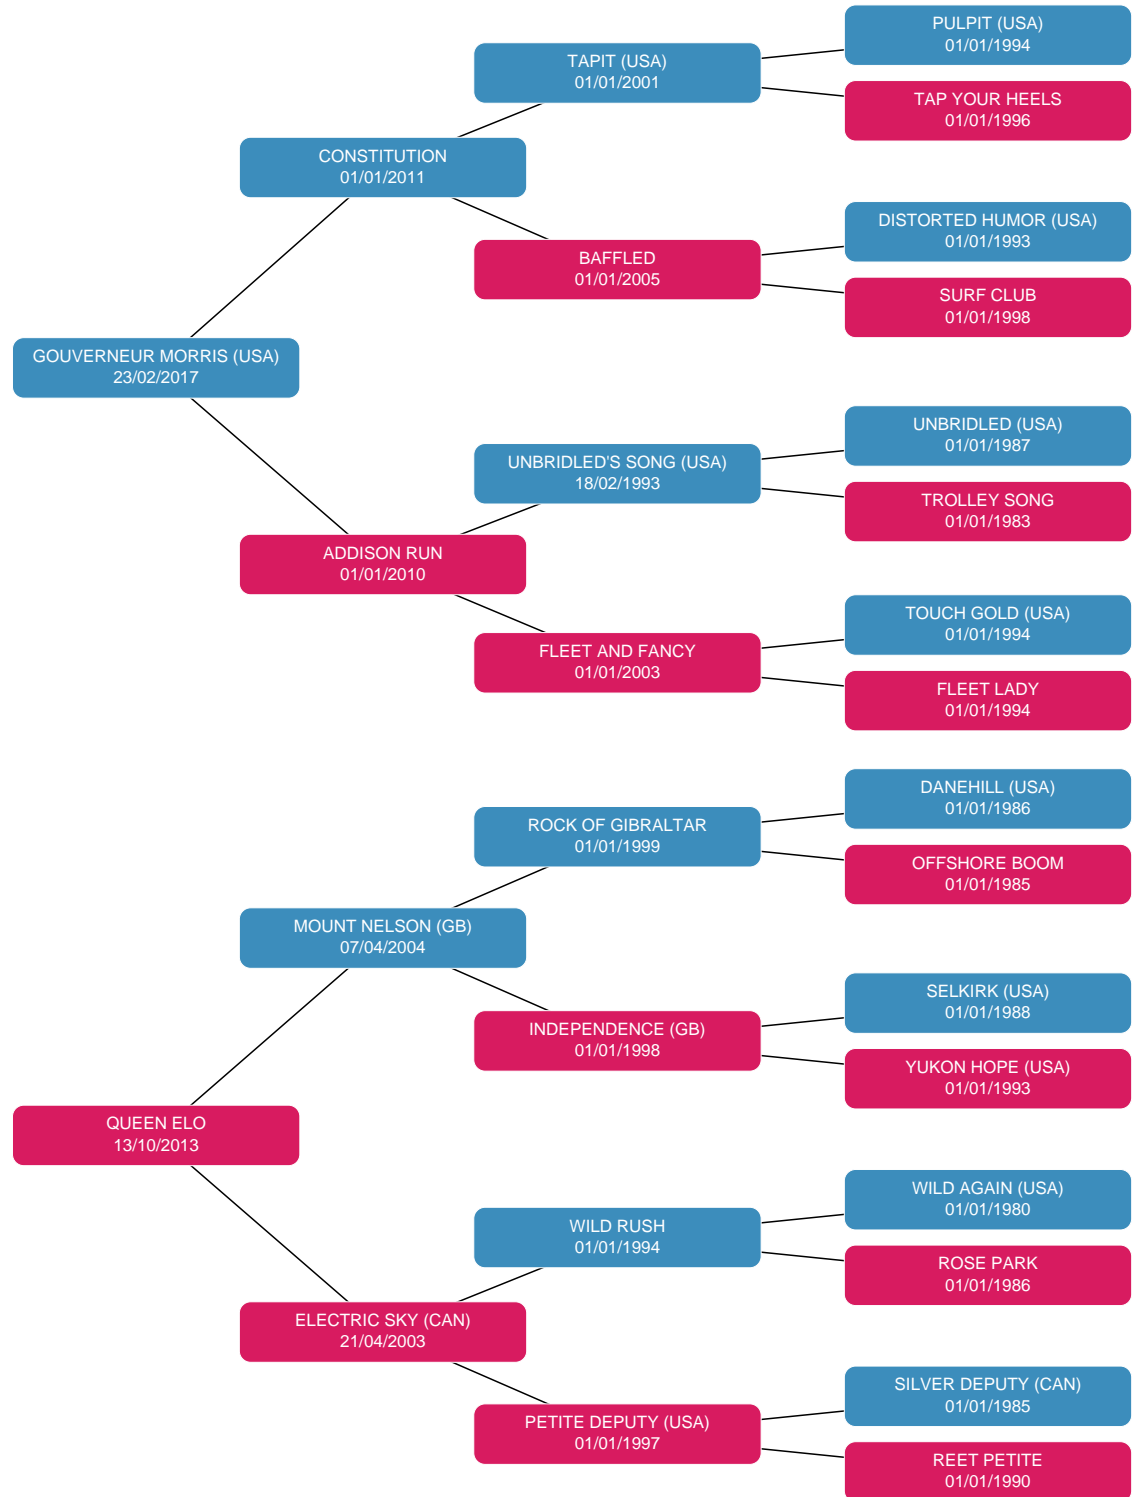 PULPIT (USA)
01/01/1994
TAPIT (USA)
01/01/2001
TAP YOUR HEELS
01/01/1996
CONSTITUTION
01/01/2011
DISTORTED HUMOR (USA)
01/01/1993
BAFFLED
01/01/2005
SURF CLUB
01/01/1998
GOUVERNEUR MORRIS (USA)
23/02/2017
UNBRIDLED (USA)
01/01/1987
UNBRIDLED'S SONG (USA)
18/02/1993
TROLLEY SONG
01/01/1983
ADDISON RUN
01/01/2010
TOUCH GOLD (USA)
01/01/1994
FLEET AND FANCY
01/01/2003
FLEET LADY
01/01/1994
DANEHILL (USA)
01/01/1986
ROCK OF GIBRALTAR
01/01/1999
OFFSHORE BOOM
01/01/1985
MOUNT NELSON (GB)
07/04/2004
SELKIRK (USA)
01/01/1988
INDEPENDENCE (GB)
01/01/1998
YUKON HOPE (USA)
01/01/1993
QUEEN ELO
13/10/2013
WILD AGAIN (USA)
01/01/1980
WILD RUSH
01/01/1994
ROSE PARK
01/01/1986
ELECTRIC SKY (CAN)
21/04/2003
SILVER DEPUTY (CAN)
01/01/1985
PETITE DEPUTY (USA)
01/01/1997
REET PETITE
01/01/1990